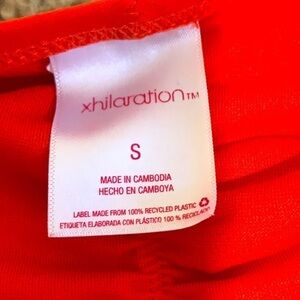 xhilaration™
S
MADE IN CAMBODIA
HECHO EN CAMBOYA
LABEL MADE FROM 100% RECYCLED PLASTIC
ETIQUETA ELABORADA CON PLÁSTICO 100 % RECICLADO